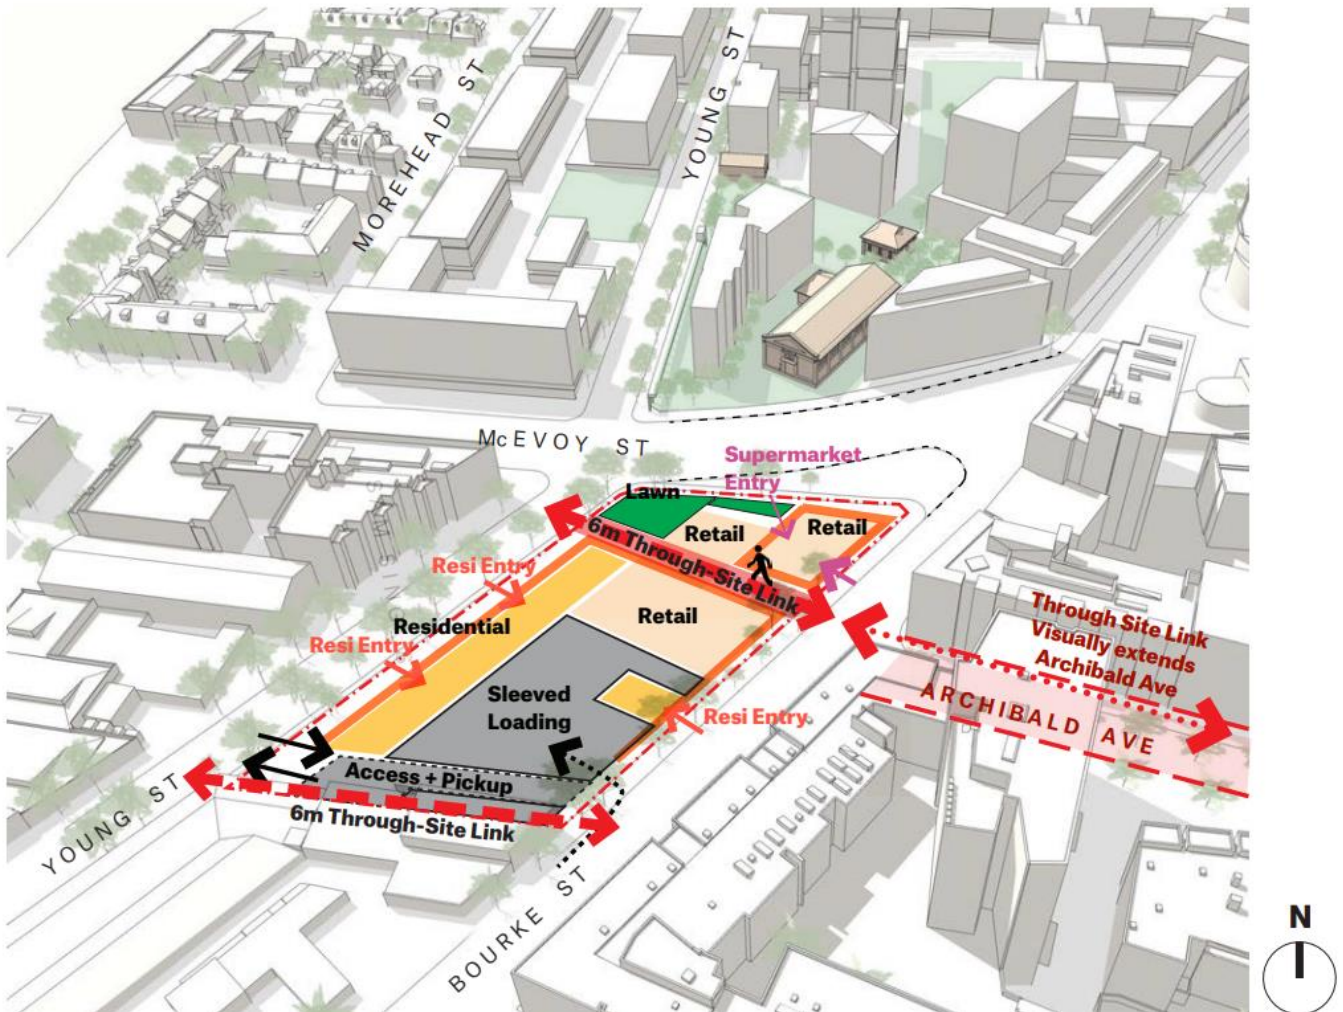 MOREHEAD ST
YOUNG ST
McEVOY ST
Supermarket
Entry
Lawn
Retail
Retail
6m Through-Site Link
Resi Entry
Residential
Retail
Resi Entry
Through Site Link
Visually extends
Archibald Ave
Sleeved
Loading
Resi Entry
ARCHIBALD AVE
Access + Pickup
6m Through-Site Link
YOUNG ST
BOURKE ST
N